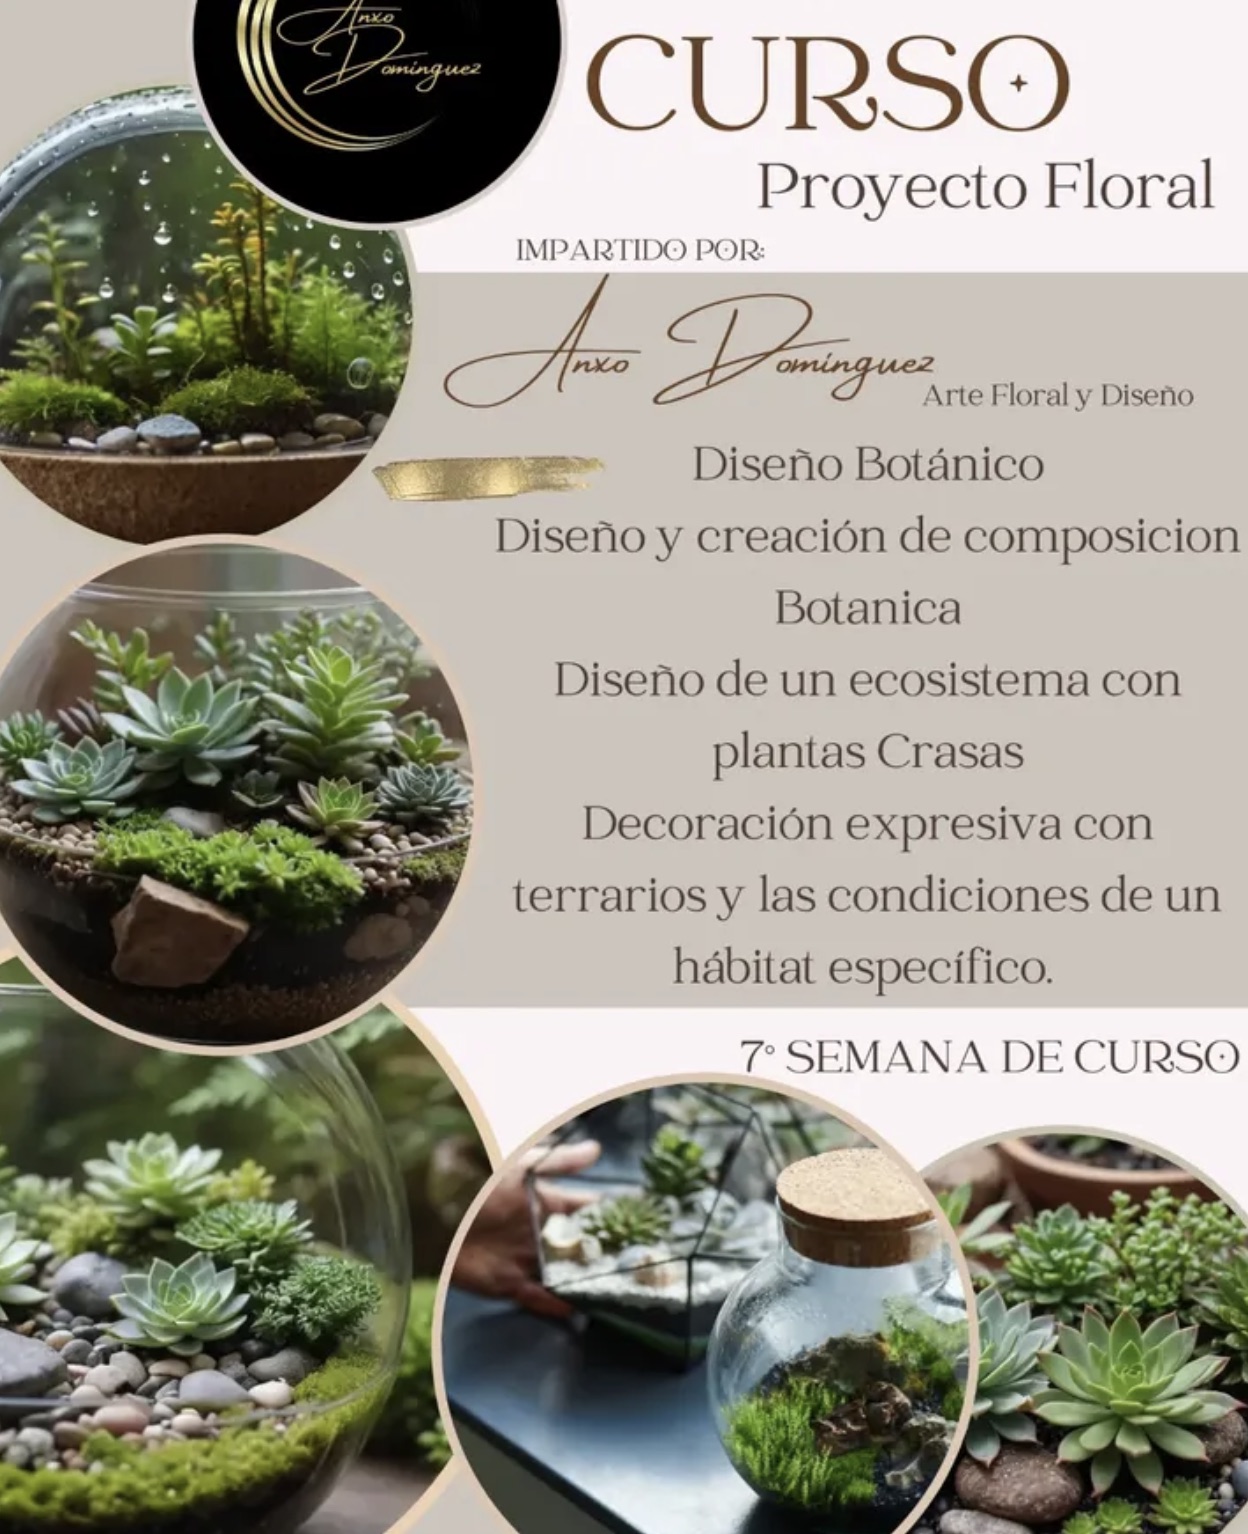 Anxo
Domínguez
CURSO
Proyecto Floral
IMPARTIDO POR:
Anxo Domínguez
Arte Floral y Diseño
Diseño Botánico
Diseño y creación de composicion
Botanica
Diseño de un ecosistema con
plantas Crasas
Decoración expresiva con
terrarios y las condiciones de un
hábitat específico.
7° SEMANA DE CURSO